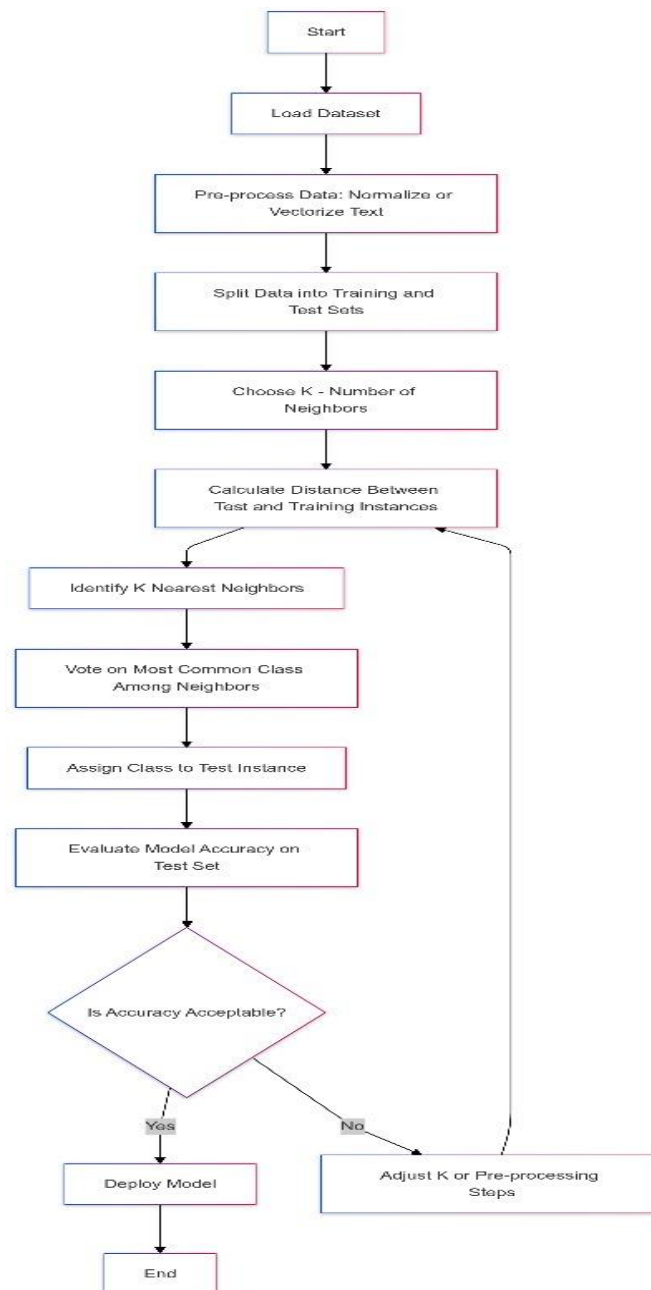 Start
Load Dataset
Pre-process Data: Normalize or
Vectorize Text
Split Data into Training and
Test Sets
Choose K - Number of
Neighbors
Calculate Distance Between
Test and Training Instances
Identify K Nearest Neighbors
Vote on Most Common Class
Among Neighbors
Assign Class to Test Instance
Evaluate Model Accuracy on
Test Set
Is Accuracy Acceptable?
Yes
No
Deploy Model
Adjust K or Pre-processing
Steps
End